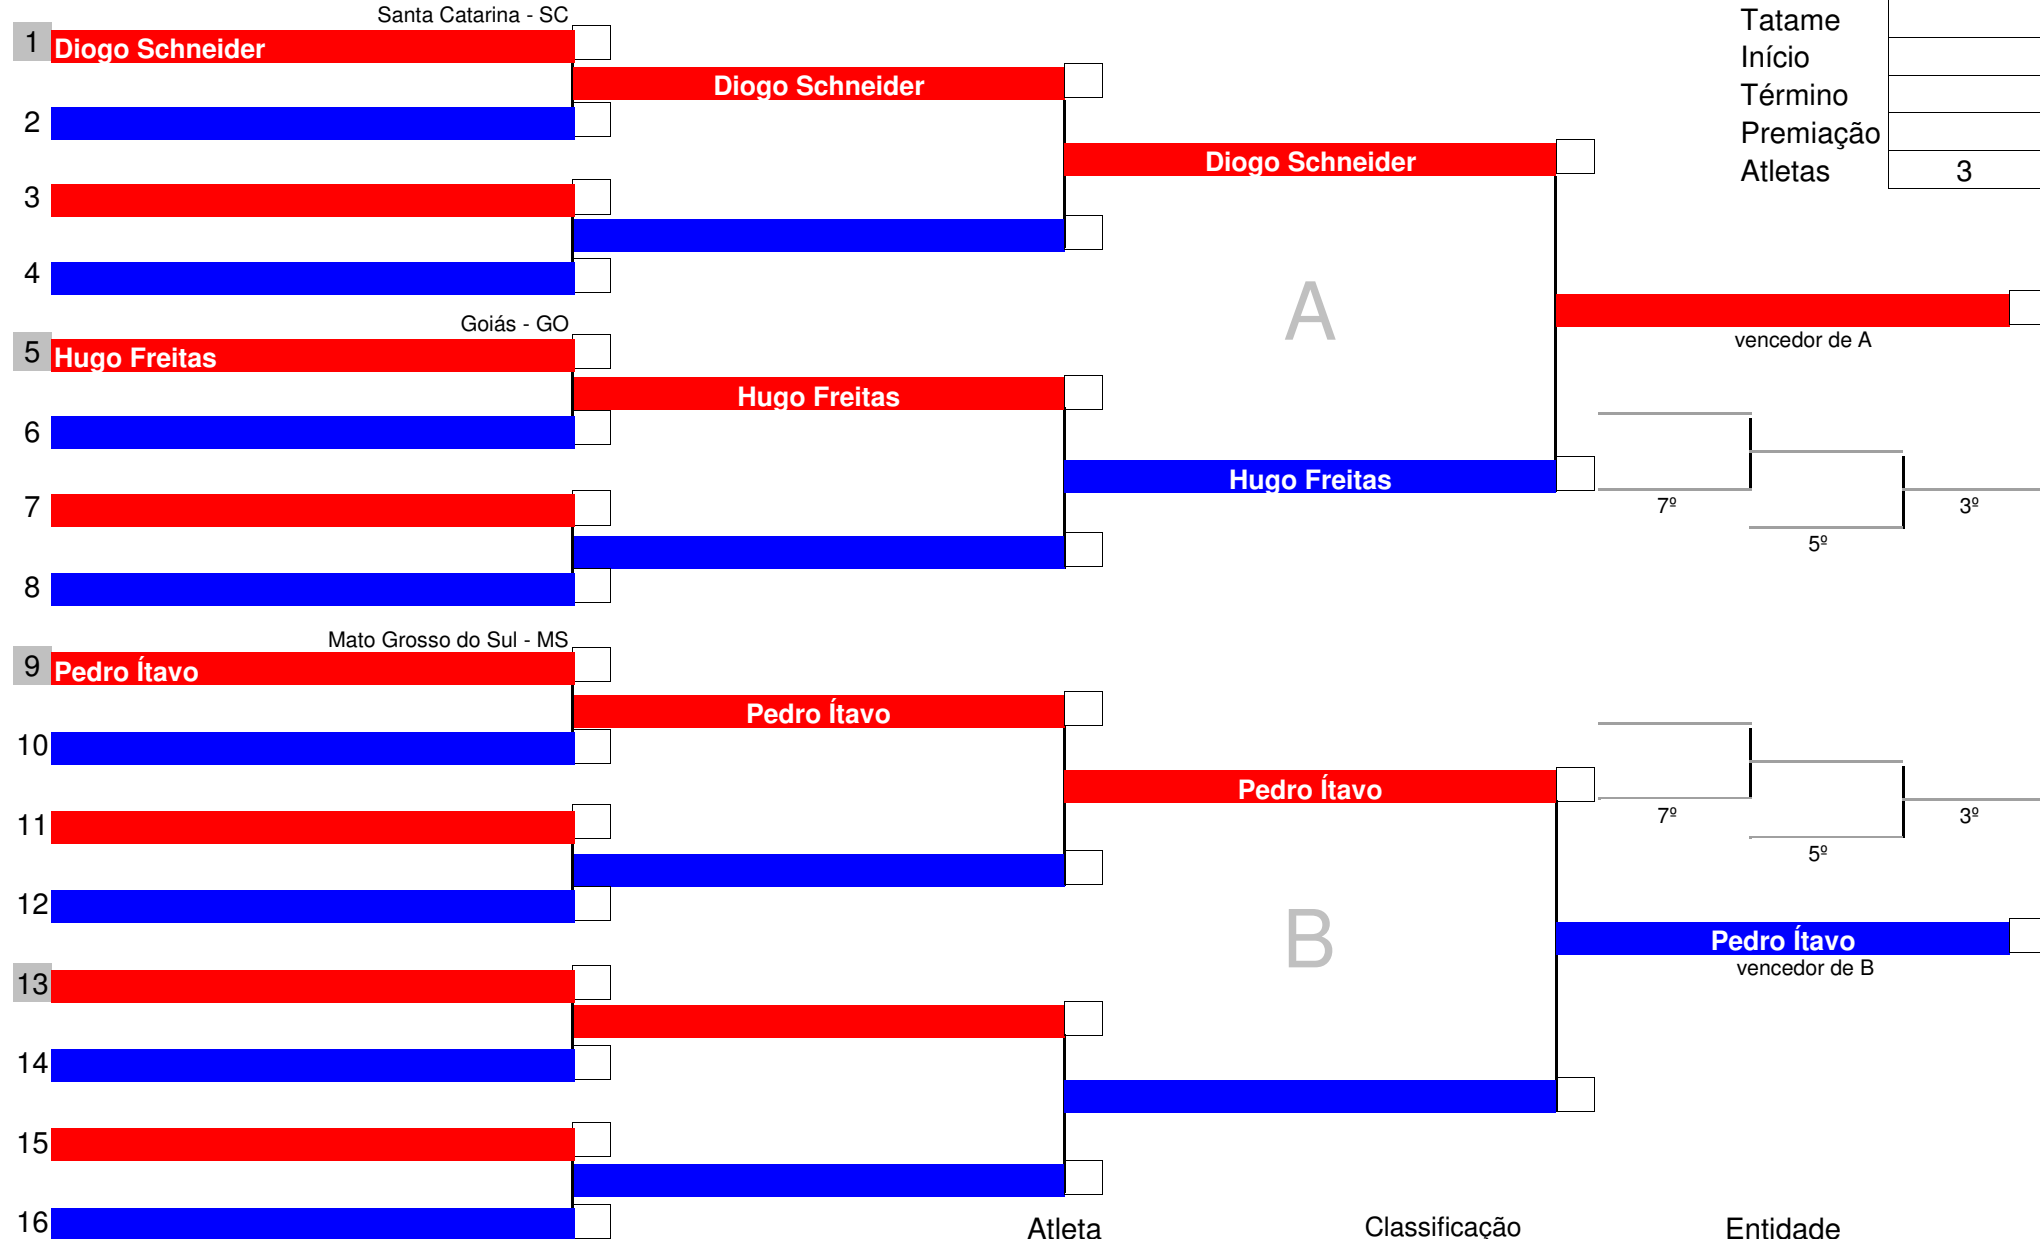 Santa Catarina - SC
Tatame
1 Diogo Schneider
Início
Diogo Schneider
Término
2
Premiação
Diogo Schneider
Atletas 3
3
4
A
Goiás - GO
vencedor de A
5 Hugo Freitas
Hugo Freitas
6
Hugo Freitas
7
7º 3º
5º
8
Mato Grosso do Sul - MS
9 Pedro Ítavo
Pedro Ítavo
10
Pedro Ítavo
11
7º 3º
5º
12
B
Pedro Ítavo
vencedor de B
13
14
15
16
Atleta Classificação Entidade